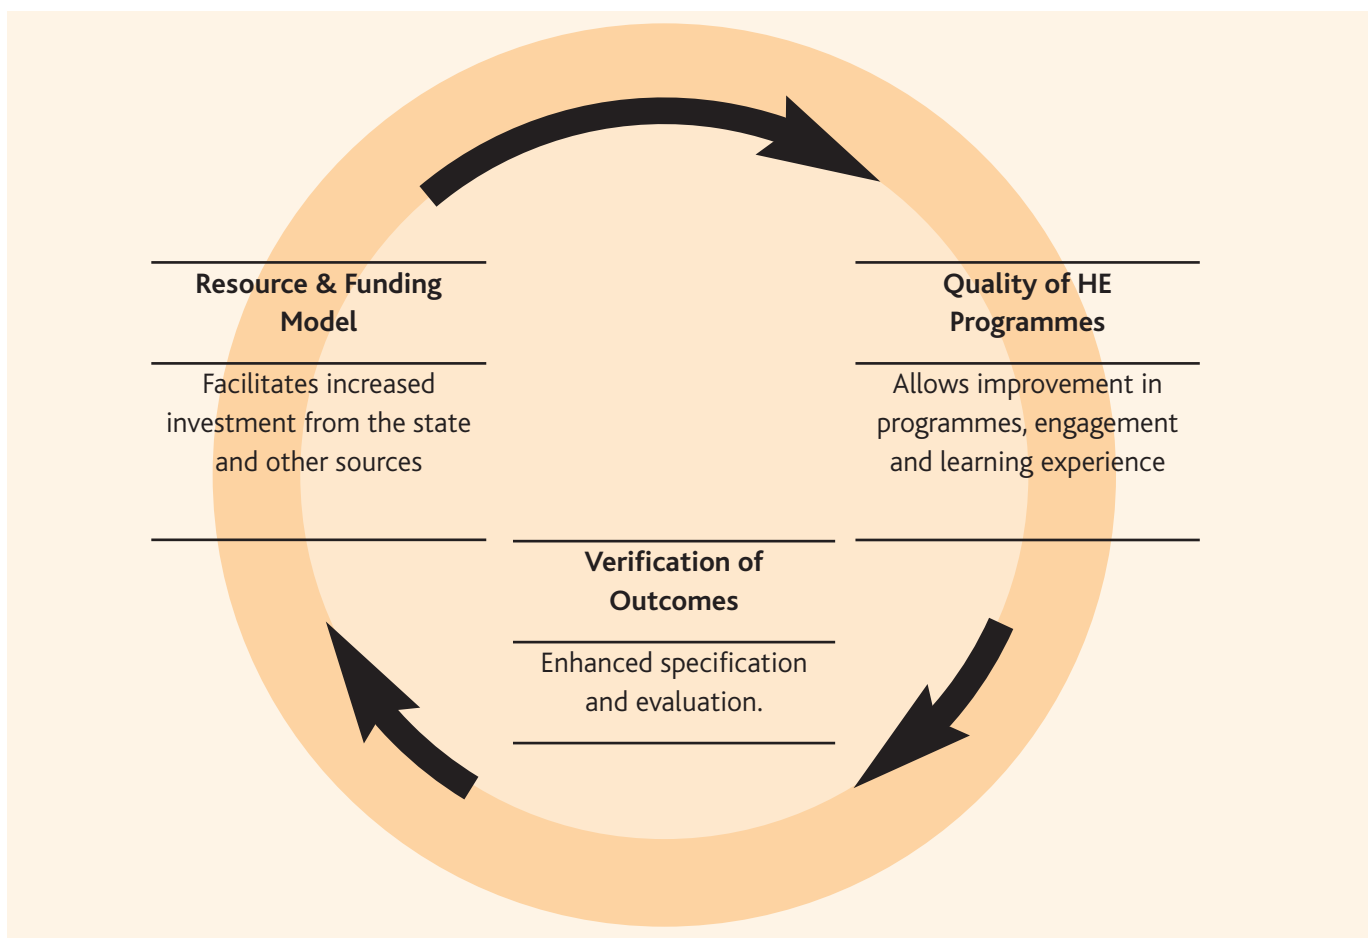 Resource & Funding
Model
Facilitates increased
investment from the state
and other sources
Quality of HE
Programmes
Allows improvement in
programmes, engagement
and learning experience
Verification of
Outcomes
Enhanced specification
and evaluation.